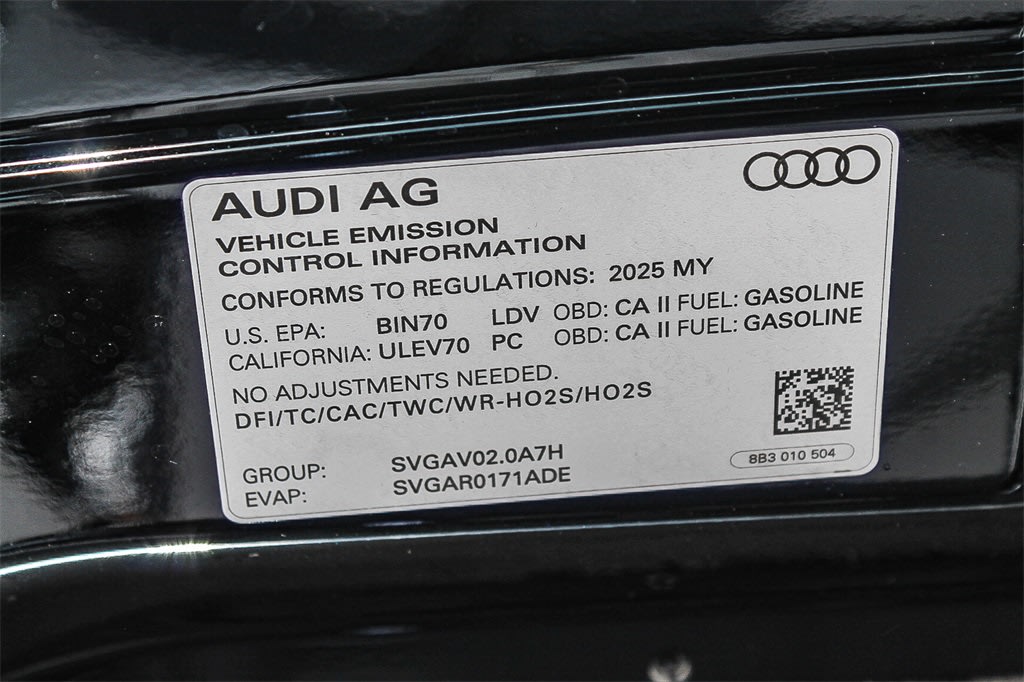 AUDI AG
VEHICLE EMISSION
CONTROL INFORMATION
CONFORMS TO REGULATIONS: 2025 MY
U.S. EPA: BIN70 LDV OBD: CA II FUEL: GASOLINE
CALIFORNIA: ULEV70 PC OBD: CA II FUEL: GASOLINE
NO ADJUSTMENTS NEEDED.
DFI/TC/CAC/TWC/WR-HO2S/HO2S
GROUP: SVGAV02.0A7H
EVAP: SVGAR0171ADE
8B3 010 504